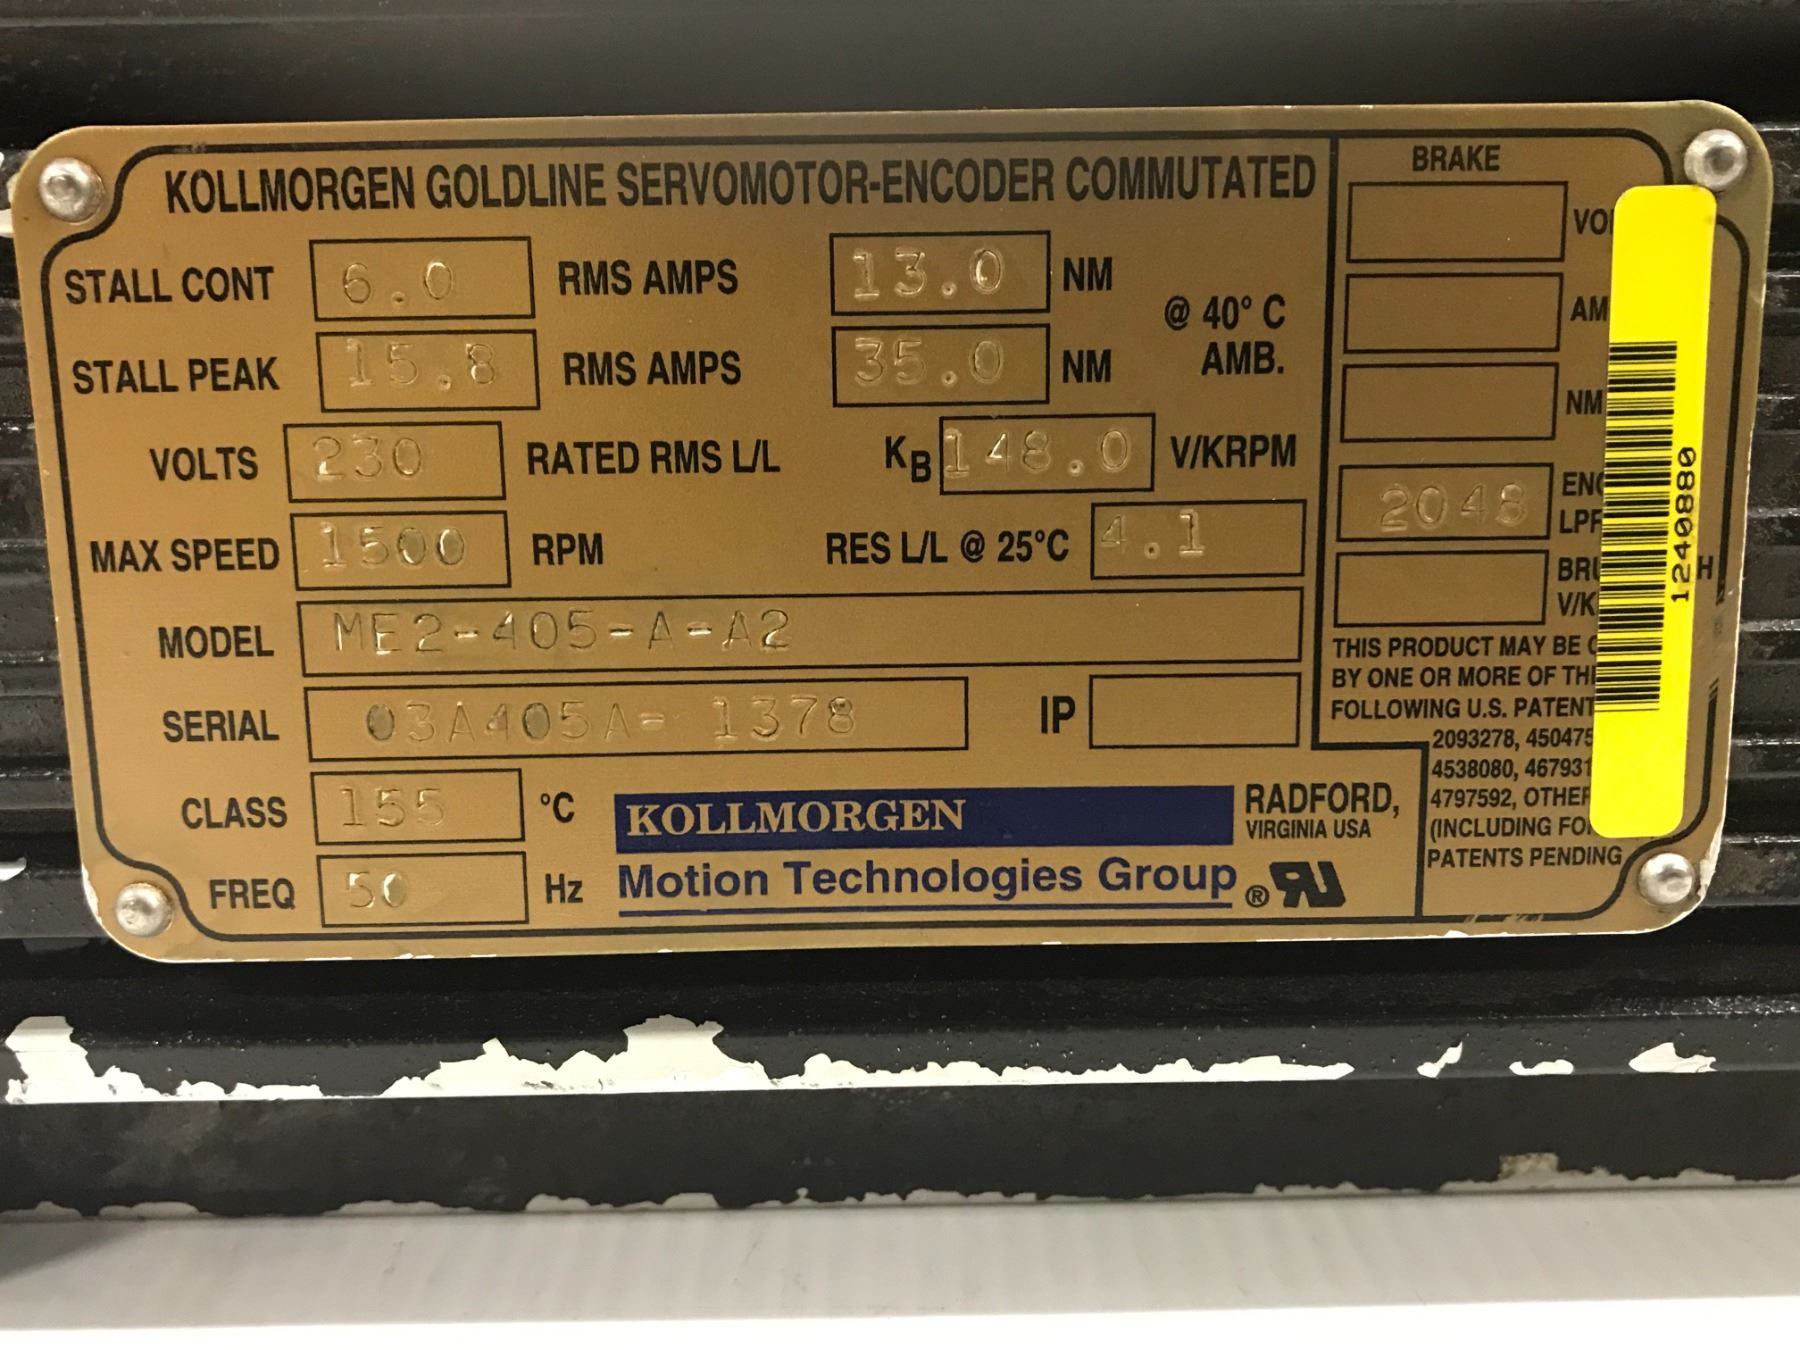 KOLLMORGEN GOLDLINE SERVOMOTOR-ENCODER COMMUTATED
STALL CONT 6.0 RMS AMPS 13.0 NM
@ 40° C
STALL PEAK 15.8 RMS AMPS 35.0 NM
AMB.
VOLTS 230 RATED RMS L/L KB 148.0 V/KRPM
MAX SPEED 1500 RPM RES L/L @ 25°C 4.1
MODEL ME2-405-A-A2
SERIAL 03A405A- 1378 IP
CLASS 155 °C
FREQ 50 Hz
KOLLMORGEN
Motion Technologies Group
RADFORD,
VIRGINIA USA
®
BRAKE
NM
2048
THIS PRODUCT MAY BE
BY ONE OR MORE OF
FOLLOWING U.S.
2093278,
4538080,
4797592,
(INCLUDING
PATENTS PENDING
1240880